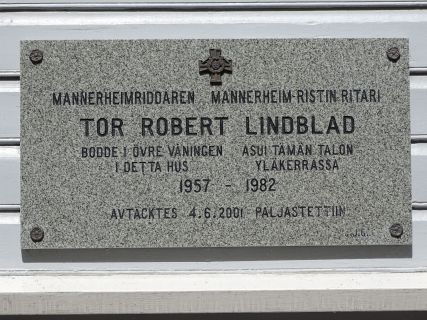 MANNERHEIMRIDDAREN MANNERHEIM-RISTIN RITARI
TOR ROBERT LINDBLAD
BODDE I ÖVRE VÅNINGEN ASUI TÄMÄN TALON
I DETTA HUS YLÄKERRASSA
1957 - 1982
AVTÄCKTES 4.6.2001 PALJASTETTIIN